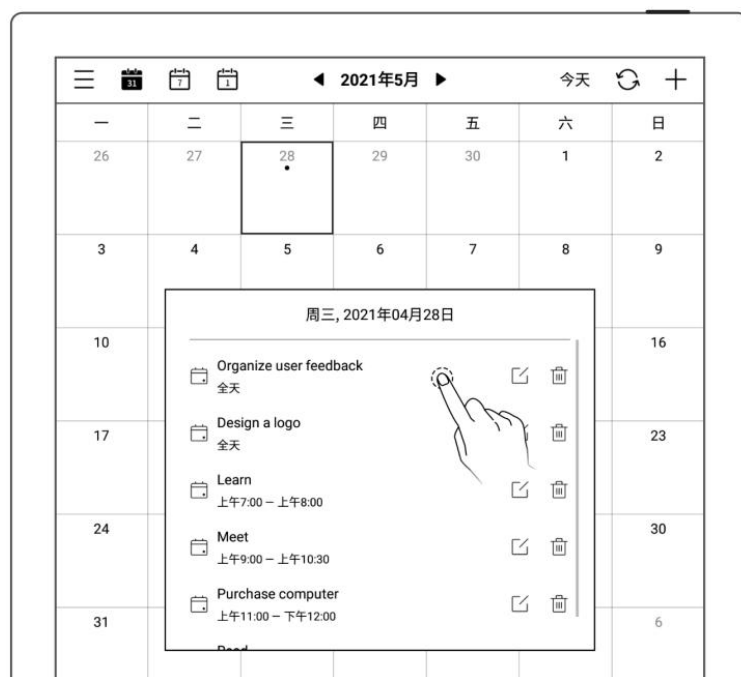 31 7 1 2021年5月 今天
一 二 三 四 五 六 日
26 27 28 29 30 1 2
3 4 5 6 7 8 9
周三, 2021年04月28日
10 16
Organize user feedback
全天
Design a logo
全天
17 23
Learn
上午7:00 – 上午8:00
24 30
Meet
上午9:00 – 上午10:30
Purchase computer
上午11:00 – 下午12:00
31 6